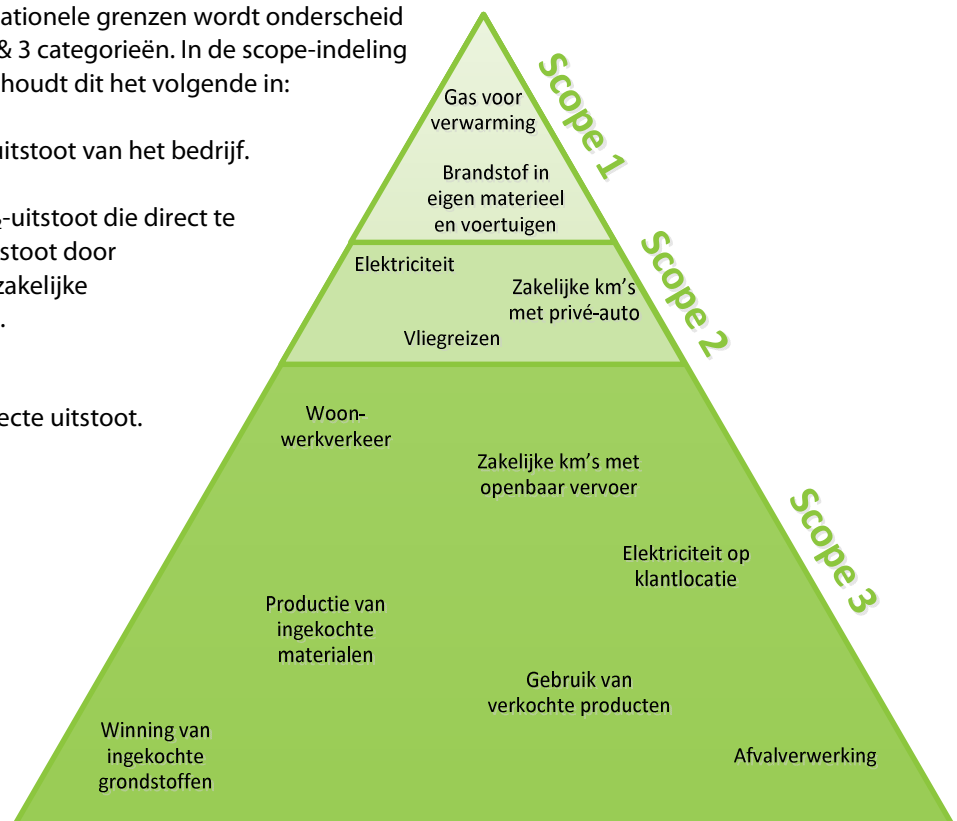 ationele grenzen wordt onderscheid
& 3 categorieën. In de scope-indeling
houdt dit het volgende in:
uitstoot van het bedrijf.
₂-uitstoot die direct te
stoot door
zakelijke
.
ecte uitstoot.
Scope 1
Gas voor
verwarming
Brandstof in
eigen materieel
en voertuigen
Scope 2
Elektriciteit
Zakelijke km's
met privé-auto
Vliegreizen
Scope 3
Woon-
werkverkeer
Zakelijke km's met
openbaar vervoer
Elektriciteit op
klantlocatie
Productie van
ingekochte
materialen
Gebruik van
verkochte producten
Winning van
ingekochte
grondstoffen
Afvalverwerking